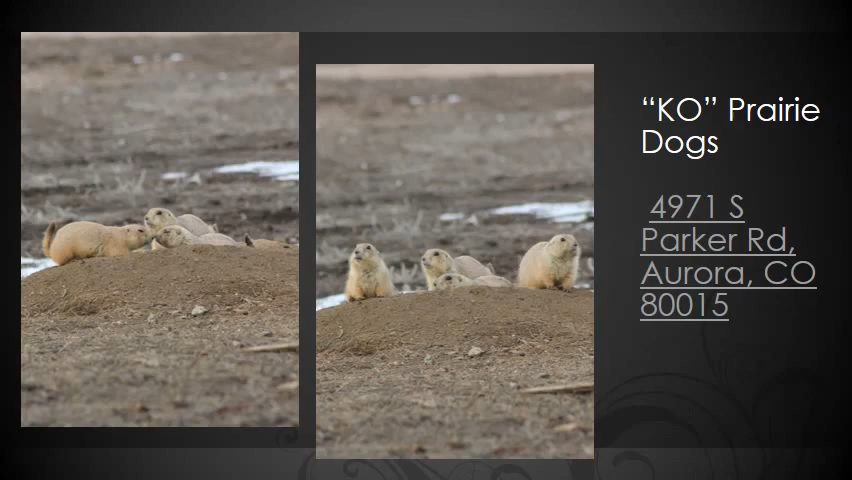 “KO” Prairie
Dogs
4971 S
Parker Rd,
Aurora, CO
80015